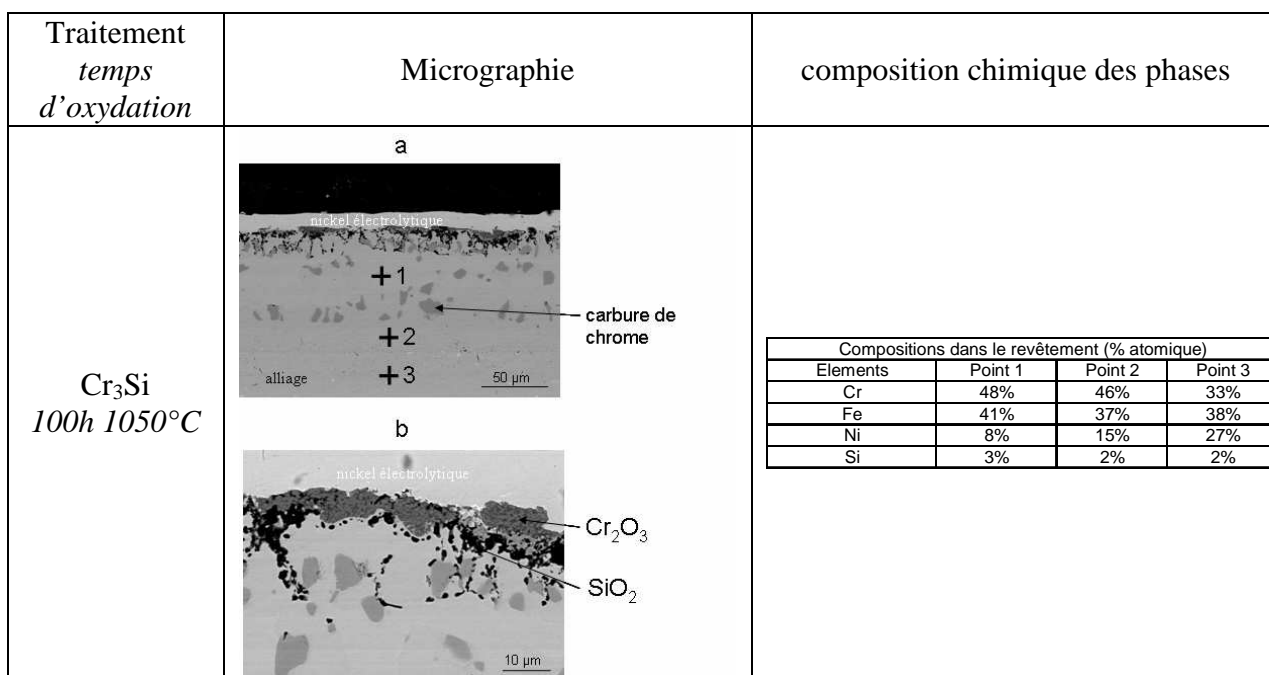 Traitement
temps
d'oxydation
Micrographie
composition chimique des phases
Cr₃Si
100h 1050°C
a
nickel électrolytique
1
carbure de
chrome
2
alliage
3
50 µm
b
nickel électrolytique
Cr₂O₃
SiO₂
10 µm
Compositions dans le revêtement (% atomique)
Elements Point 1 Point 2 Point 3
Cr 48% 46% 33%
Fe 41% 37% 38%
Ni 8% 15% 27%
Si 3% 2% 2%